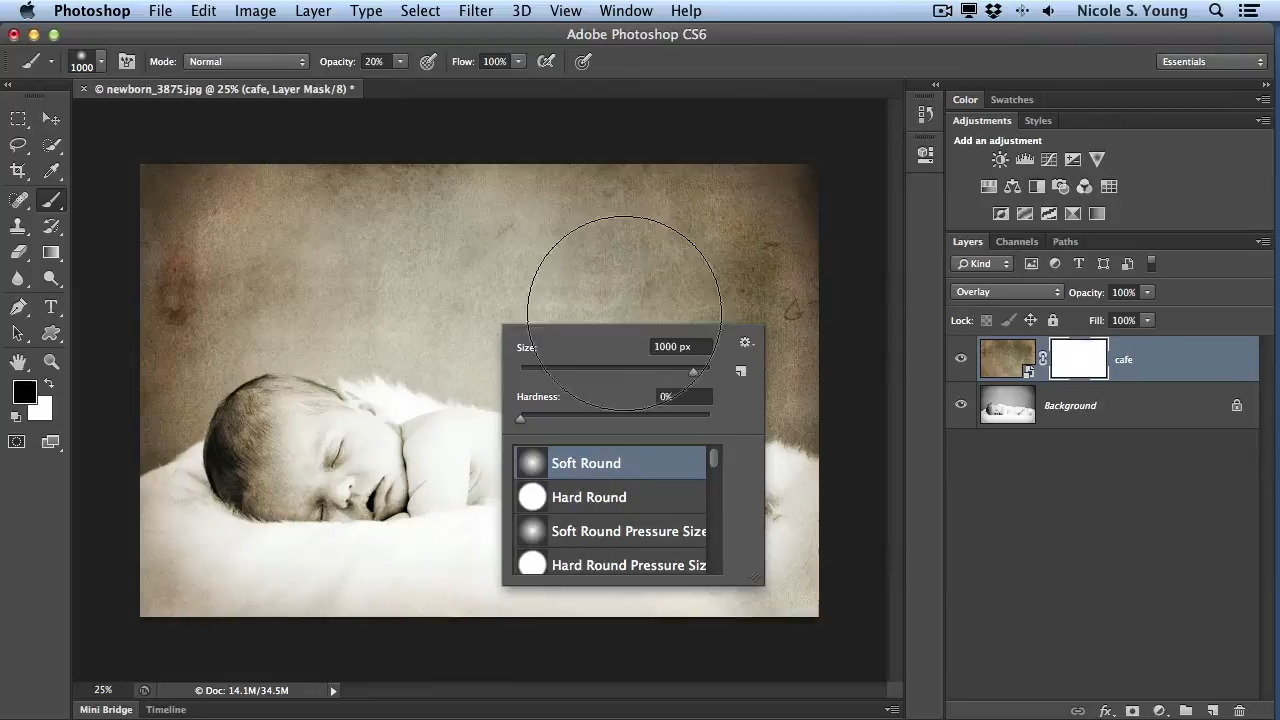 Photoshop File Edit Image Layer Type Select Filter 3D View Window Help Nicole S. Young
Adobe Photoshop CS6
1000 Mode: Normal Opacity: 20% Flow: 100% Essentials
× © newborn_3875.jpg @ 25% (cafe, Layer Mask/8) *
Color Swatches
Adjustments Styles
Add an adjustment
Layers Channels Paths
Kind
Overlay Opacity: 100%
Lock: Fill: 100%
cafe
Background
Size: 1000 px
Hardness: 0%
Soft Round
Hard Round
Soft Round Pressure Size
Hard Round Pressure Siz
25% © Doc: 14.1M/34.5M
Mini Bridge Timeline